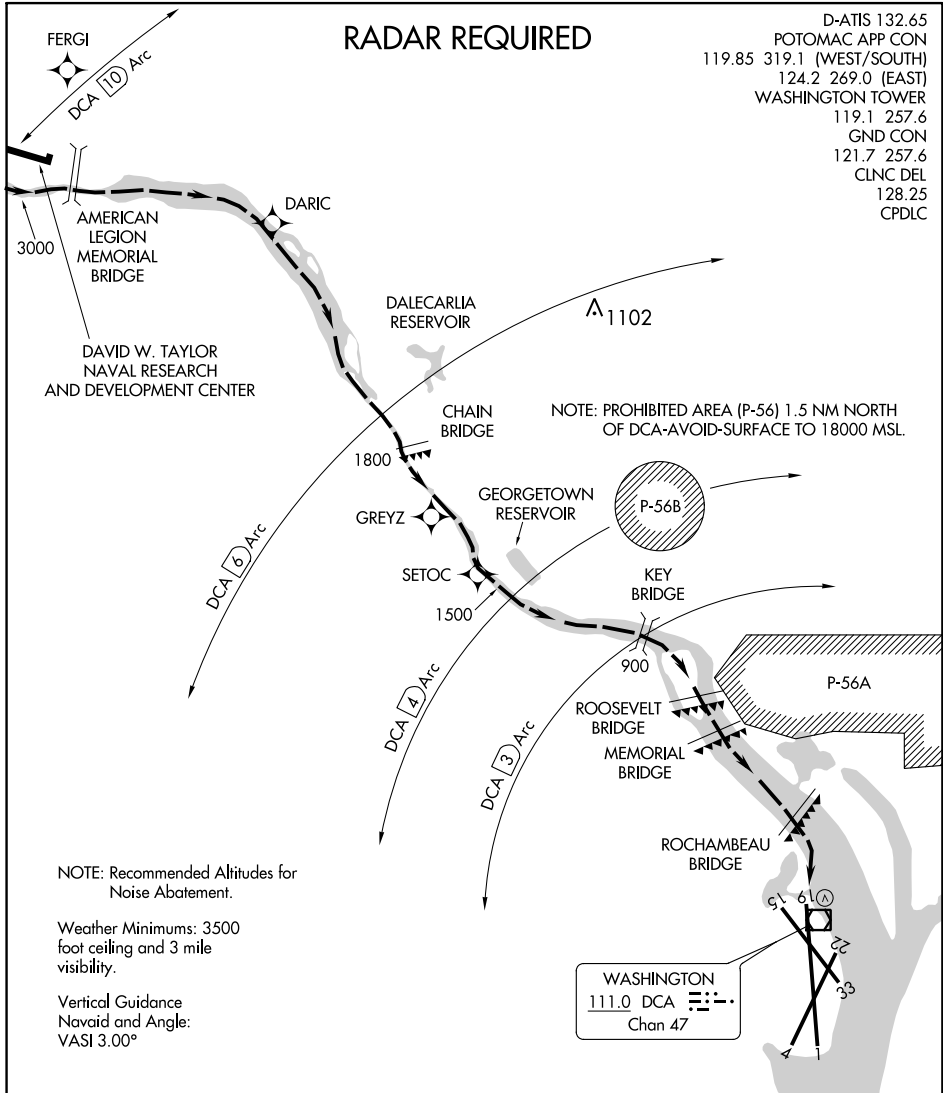 RADAR REQUIRED
D-ATIS 132.65
POTOMAC APP CON
119.85 319.1 (WEST/SOUTH)
124.2 269.0 (EAST)
WASHINGTON TOWER
119.1 257.6
GND CON
121.7 257.6
CLNC DEL
128.25
CPDLC
FERGI
DCA 10 Arc
AMERICAN
LEGION
MEMORIAL
BRIDGE
3000
DARIC
DAVID W. TAYLOR
NAVAL RESEARCH
AND DEVELOPMENT CENTER
DALECARLIA
RESERVOIR
1102
CHAIN
BRIDGE
1800
NOTE: PROHIBITED AREA (P-56) 1.5 NM NORTH
OF DCA-AVOID-SURFACE TO 18000 MSL.
GREYZ
GEORGETOWN
RESERVOIR
P-56B
DCA 6 Arc
SETOC
1500
KEY
BRIDGE
900
P-56A
DCA 4 Arc
ROOSEVELT
BRIDGE
MEMORIAL
BRIDGE
DCA 3 Arc
ROCHAMBEAU
BRIDGE
NOTE: Recommended Altitudes for
Noise Abatement.
Weather Minimums: 3500
foot ceiling and 3 mile
visibility.
Vertical Guidance
Navaid and Angle:
VASI 3.00°
15
19
V
22
33
4
1
WASHINGTON
111.0 DCA
Chan 47